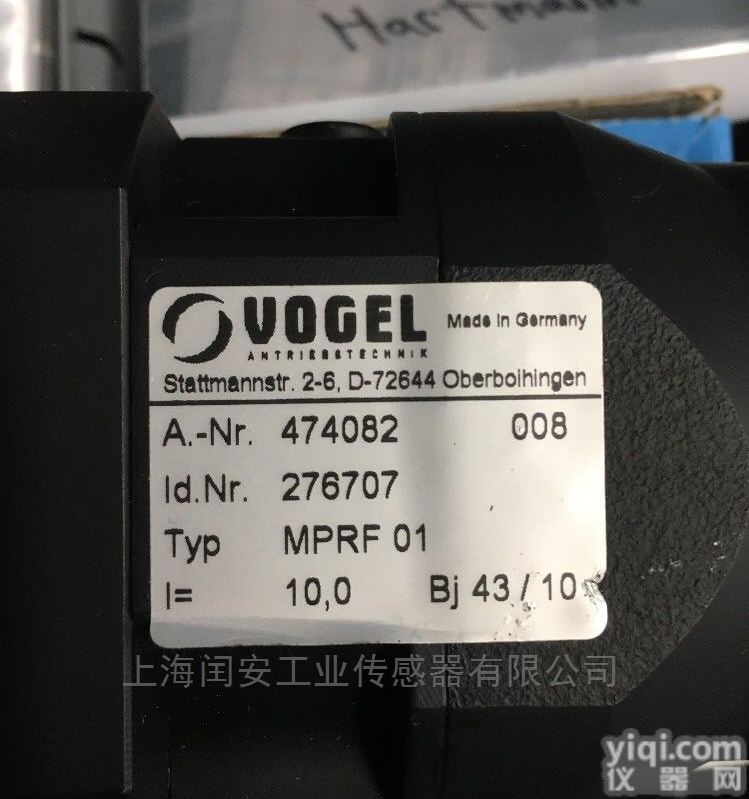 Hartmann
VOGEL Made in Germany
ANTRIEBSTECHNIK
Stattmannstr. 2-6, D-72644 Oberboihingen
A.-Nr. 474082 008
Id.Nr. 276707
Typ MPRF 01
I= 10,0 Bj 43 / 10
上海闰安工业传感器有限公司
yiqi.com
仪器网